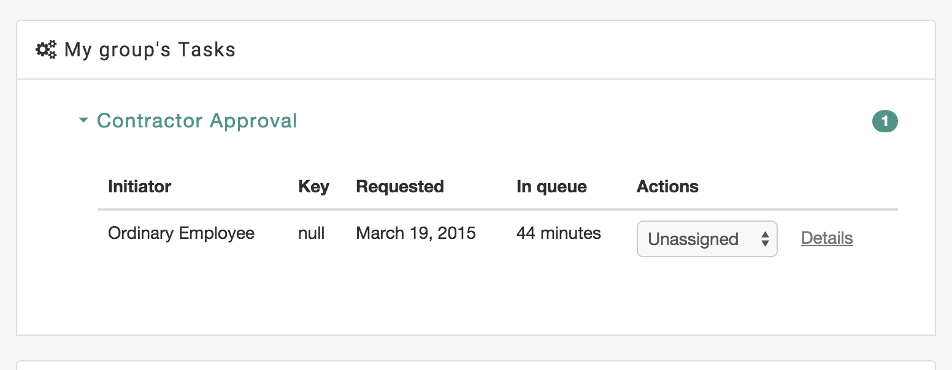 My group's Tasks
Contractor Approval 1
Initiator Key Requested In queue Actions
Ordinary Employee null March 19, 2015 44 minutes Unassigned Details